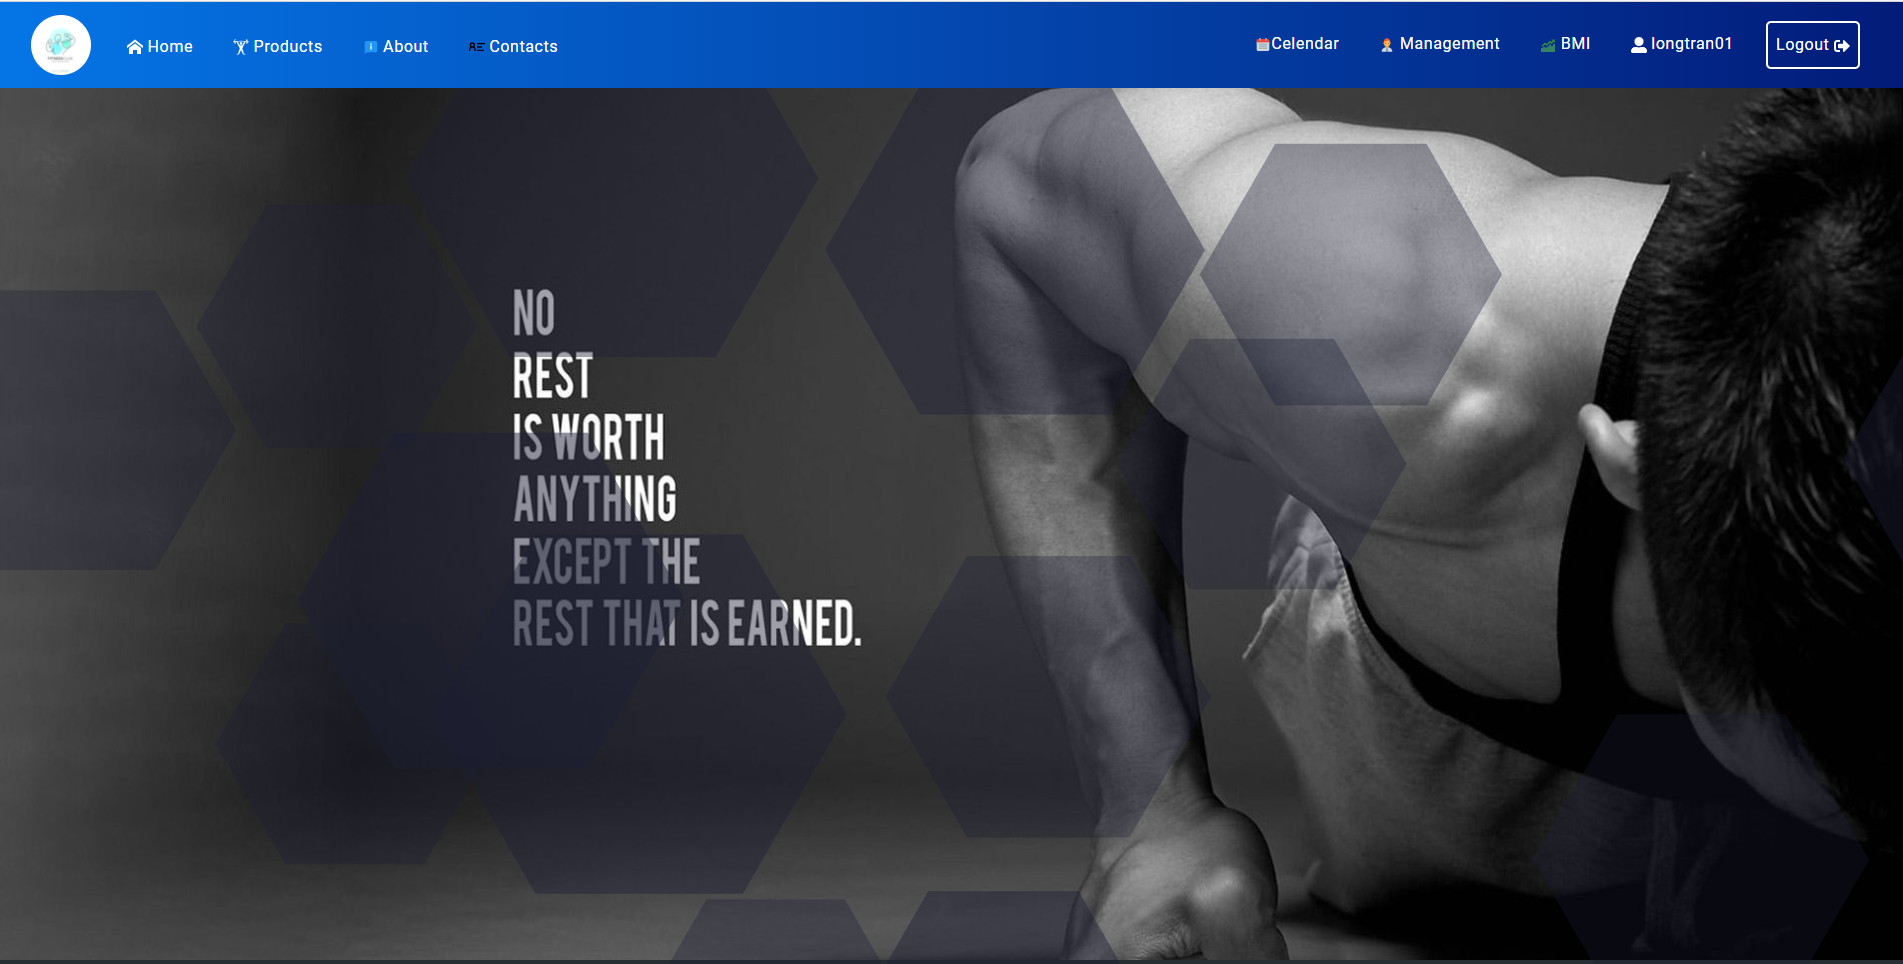 Home
Products
About
Contacts
Celendar
Management
BMI
longtran01
Logout
NO
REST
IS WORTH
ANYTHING
EXCEPT THE
REST THAT IS EARNED.